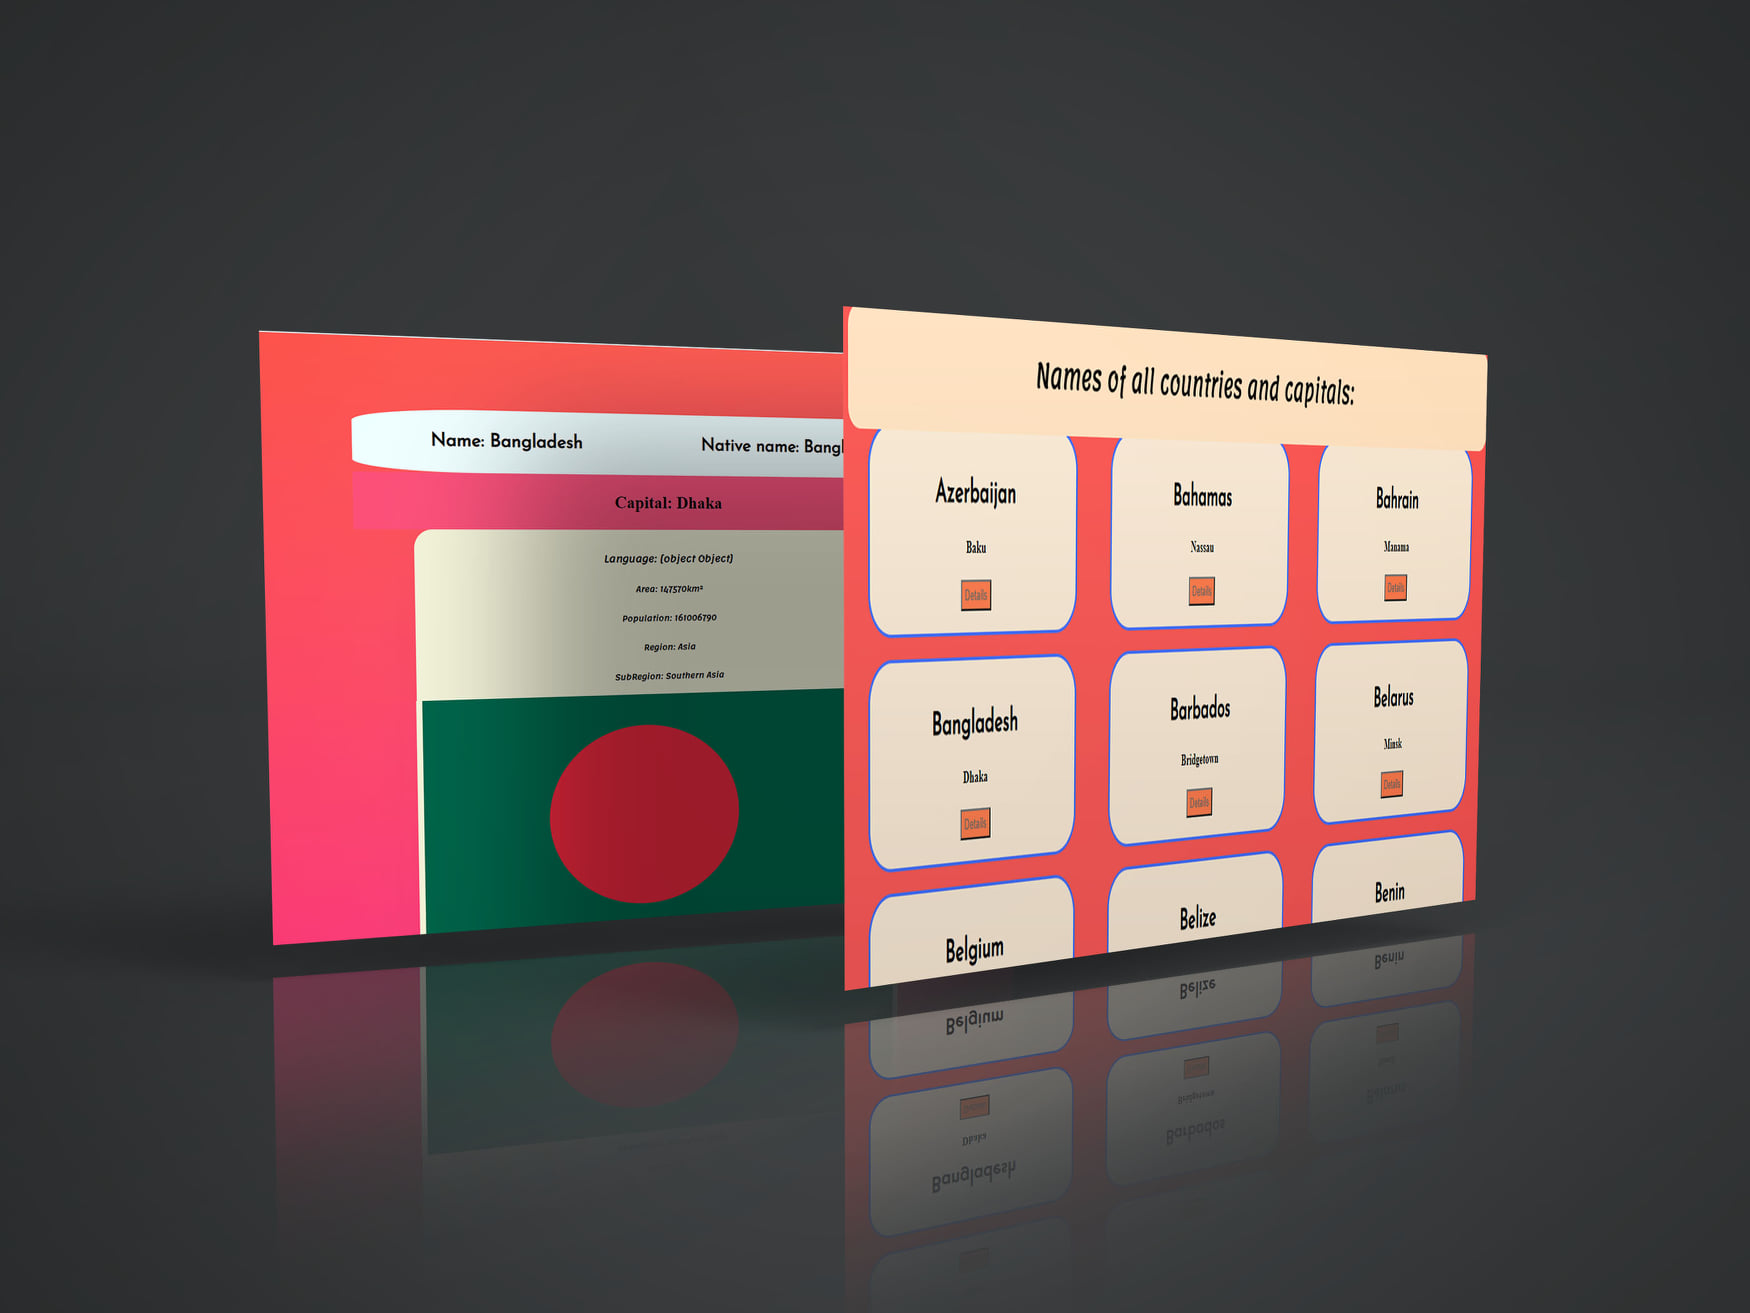 Name: Bangladesh
Native name: Bangl
Capital: Dhaka
Language: [object Object]
Area: 147570km²
Population: 161006790
Region: Asia
SubRegion: Southern Asia
Names of all countries and capitals:
Azerbaijan
Baku
Details
Bahamas
Nassau
Details
Bahrain
Manama
Details
Bangladesh
Dhaka
Details
Barbados
Bridgetown
Details
Belarus
Minsk
Details
Belgium
Belize
Benin